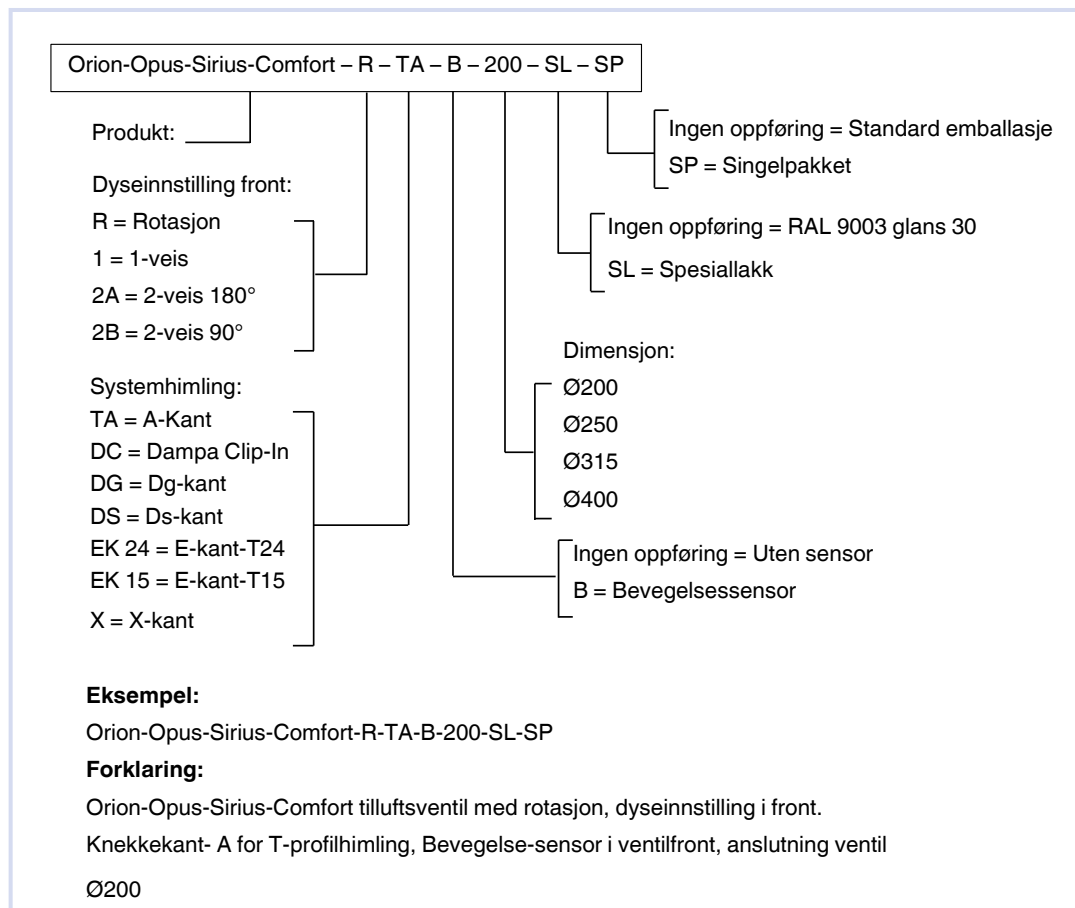 Orion-Opus-Sirius-Comfort – R – TA – B – 200 – SL – SP
Produkt:
Dyseinnstilling front:
R = Rotasjon
1 = 1-veis
2A = 2-veis 180°
2B = 2-veis 90°
Systemhimling:
TA = A-Kant
DC = Dampa Clip-In
DG = Dg-kant
DS = Ds-kant
EK 24 = E-kant-T24
EK 15 = E-kant-T15
X = X-kant
Ingen oppføring = Standard emballasje
SP = Singelpakket
Ingen oppføring = RAL 9003 glans 30
SL = Spesiallakk
Dimensjon:
Ø200
Ø250
Ø315
Ø400
Ingen oppføring = Uten sensor
B = Bevegelsessensor
Eksempel:
Orion-Opus-Sirius-Comfort-R-TA-B-200-SL-SP
Forklaring:
Orion-Opus-Sirius-Comfort tilluftsventil med rotasjon, dyseinnstilling i front.
Knekkekant- A for T-profilhimling, Bevegelse-sensor i ventilfront, anslutning ventil
Ø200